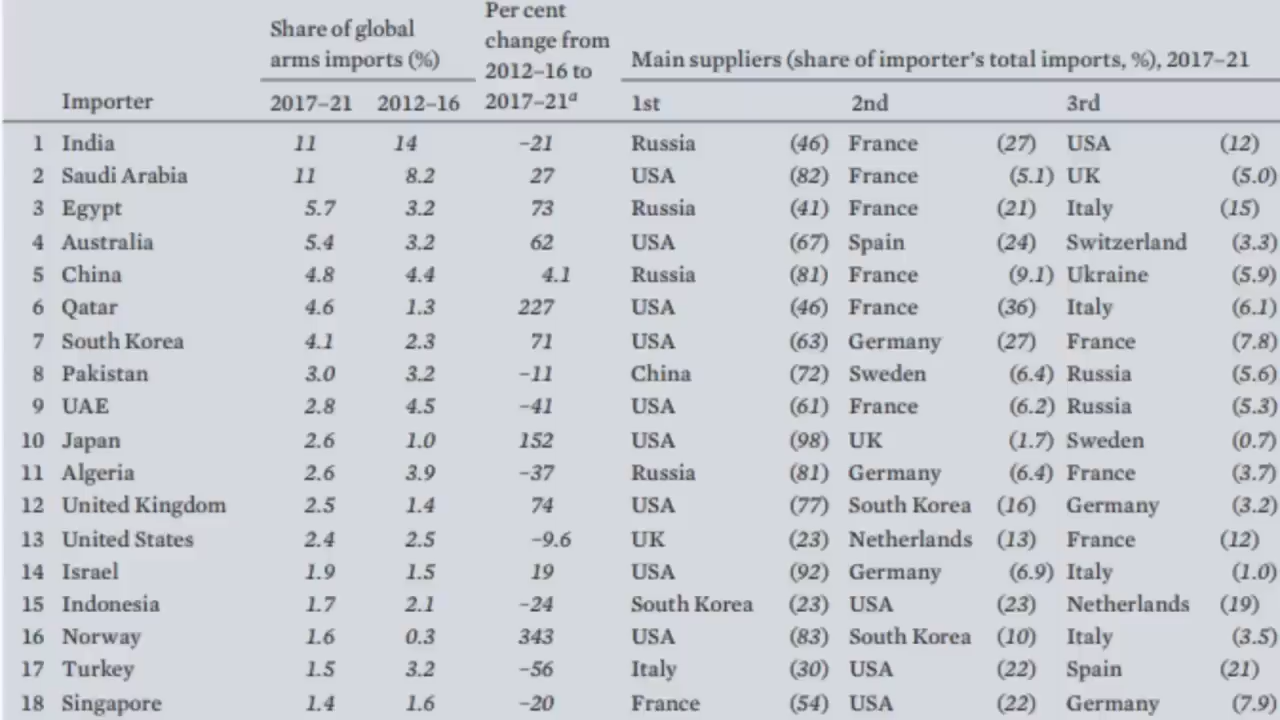 Share of global arms imports (%)
Per cent change from 2012–16 to 2017–21a
Main suppliers (share of importer's total imports, %), 2017–21
Importer 2017–21 2012–16 1st 2nd 3rd
1 India 11 14 –21 Russia (46) France (27) USA (12)
2 Saudi Arabia 11 8.2 27 USA (82) France (5.1) UK (5.0)
3 Egypt 5.7 3.2 73 Russia (41) France (21) Italy (15)
4 Australia 5.4 3.2 62 USA (67) Spain (24) Switzerland (3.3)
5 China 4.8 4.4 4.1 Russia (81) France (9.1) Ukraine (5.9)
6 Qatar 4.6 1.3 227 USA (46) France (36) Italy (6.1)
7 South Korea 4.1 2.3 71 USA (63) Germany (27) France (7.8)
8 Pakistan 3.0 3.2 –11 China (72) Sweden (6.4) Russia (5.6)
9 UAE 2.8 4.5 –41 USA (61) France (6.2) Russia (5.3)
10 Japan 2.6 1.0 152 USA (98) UK (1.7) Sweden (0.7)
11 Algeria 2.6 3.9 –37 Russia (81) Germany (6.4) France (3.7)
12 United Kingdom 2.5 1.4 74 USA (77) South Korea (16) Germany (3.2)
13 United States 2.4 2.5 –9.6 UK (23) Netherlands (13) France (12)
14 Israel 1.9 1.5 19 USA (92) Germany (6.9) Italy (1.0)
15 Indonesia 1.7 2.1 –24 South Korea (23) USA (23) Netherlands (19)
16 Norway 1.6 0.3 343 USA (83) South Korea (10) Italy (3.5)
17 Turkey 1.5 3.2 –56 Italy (30) USA (22) Spain (21)
18 Singapore 1.4 1.6 –20 France (54) USA (22) Germany (7.9)